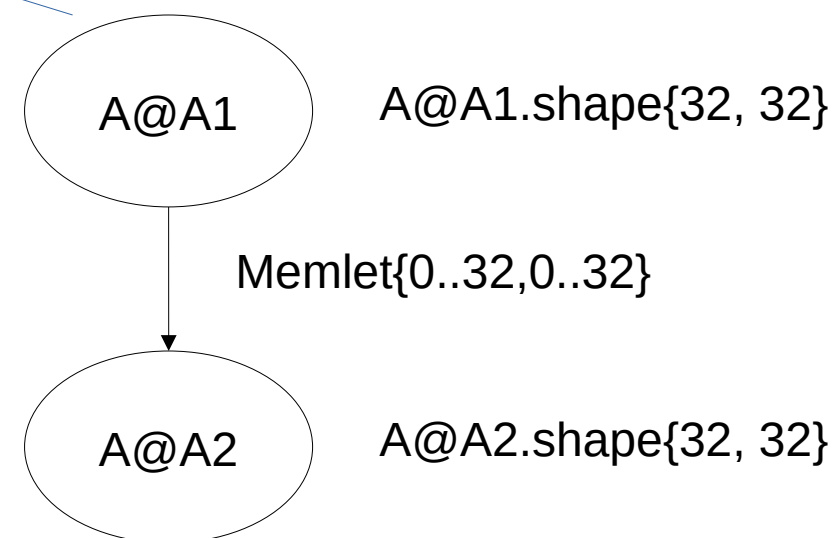 A@A1
A@A1.shape{32, 32}
Memlet{0..32,0..32}
A@A2
A@A2.shape{32, 32}